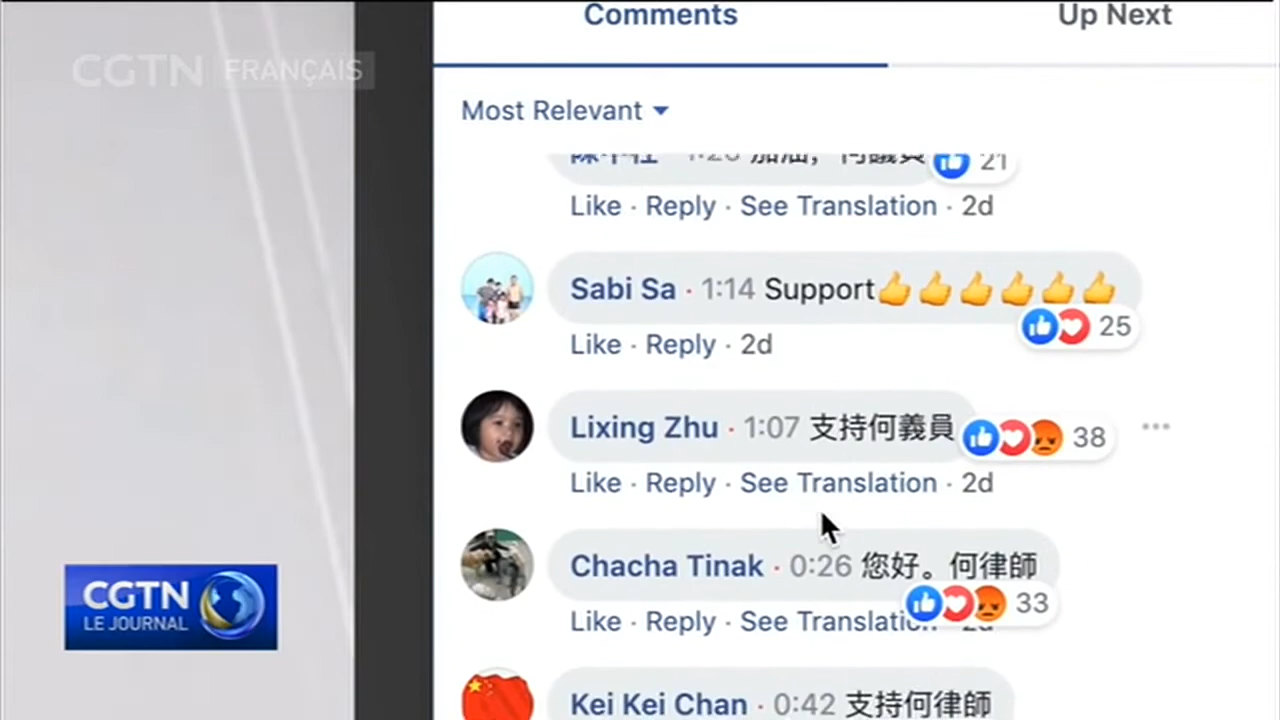 Comments
Up Next
CGTN FRANÇAIS
Most Relevant
21
Like · Reply · See Translation · 2d
Sabi Sa · 1:14 Support👍👍👍👍👍👍
25
Like · Reply · 2d
Lixing Zhu · 1:07 支持何義員
38
Like · Reply · See Translation · 2d
Chacha Tinak · 0:26 您好。何律師
33
Like · Reply · See Translation · 2d
CGTN
LE JOURNAL
Kei Kei Chan · 0:42 支持何律師